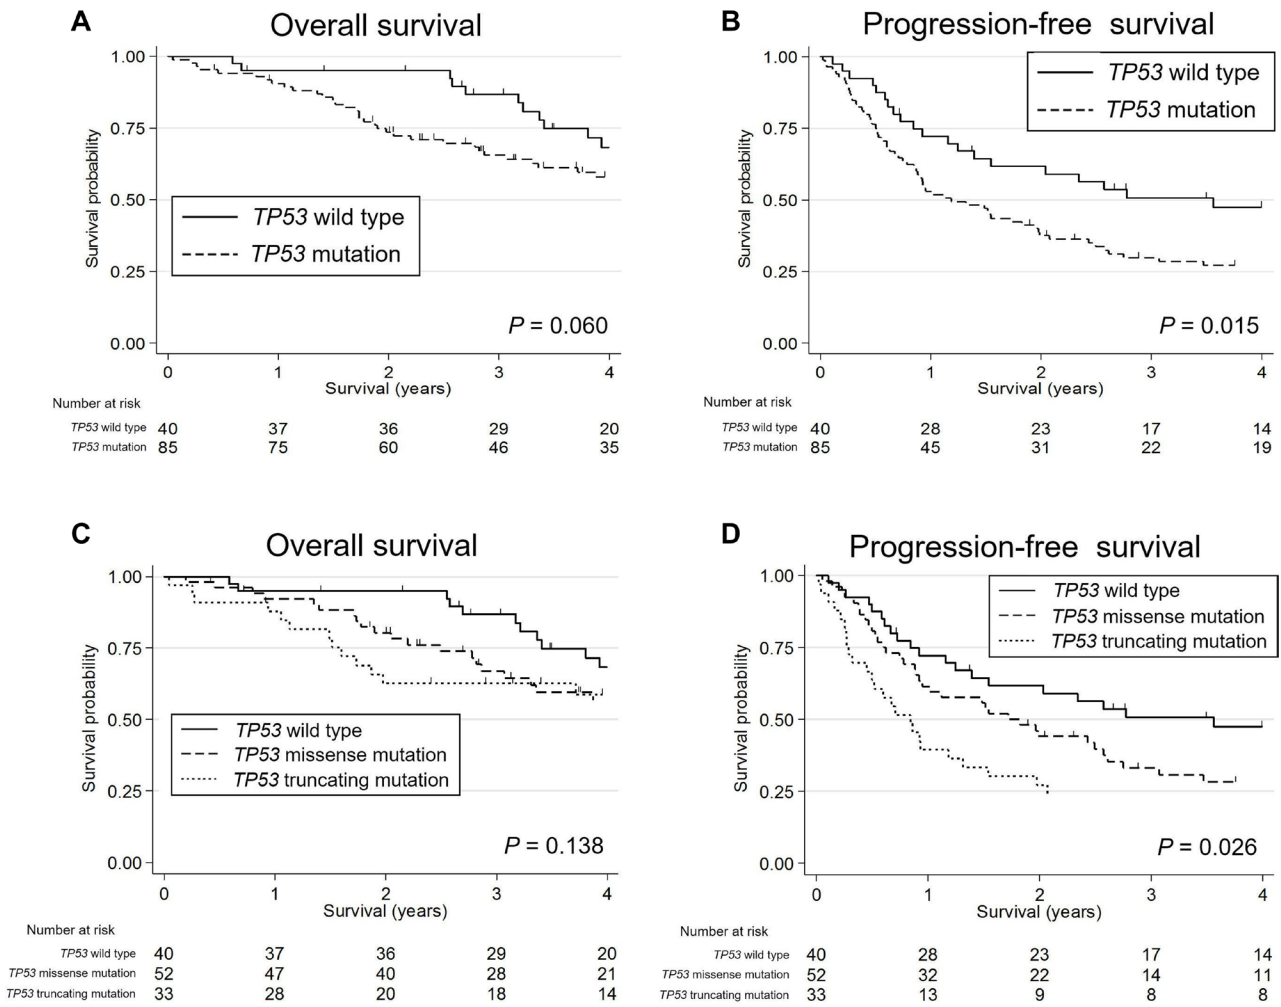 A
Overall survival
1.00
0.75
0.50
0.25
0.00
Survival probability
TP53 wild type
TP53 mutation
P = 0.060
0 1 2 3 4
Survival (years)
Number at risk
TP53 wild type 40 37 36 29 20
TP53 mutation 85 75 60 46 35
B
Progression-free survival
1.00
0.75
0.50
0.25
0.00
Survival probability
TP53 wild type
TP53 mutation
P = 0.015
0 1 2 3 4
Survival (years)
Number at risk
TP53 wild type 40 28 23 17 14
TP53 mutation 85 45 31 22 19
C
Overall survival
1.00
0.75
0.50
0.25
0.00
Survival probability
TP53 wild type
TP53 missense mutation
TP53 truncating mutation
P = 0.138
0 1 2 3 4
Survival (years)
Number at risk
TP53 wild type 40 37 36 29 20
TP53 missense mutation 52 47 40 28 21
TP53 truncating mutation 33 28 20 18 14
D
Progression-free survival
1.00
0.75
0.50
0.25
0.00
Survival probability
TP53 wild type
TP53 missense mutation
TP53 truncating mutation
P = 0.026
0 1 2 3 4
Survival (years)
Number at risk
TP53 wild type 40 28 23 17 14
TP53 missense mutation 52 32 22 14 11
TP53 truncating mutation 33 13 9 8 8